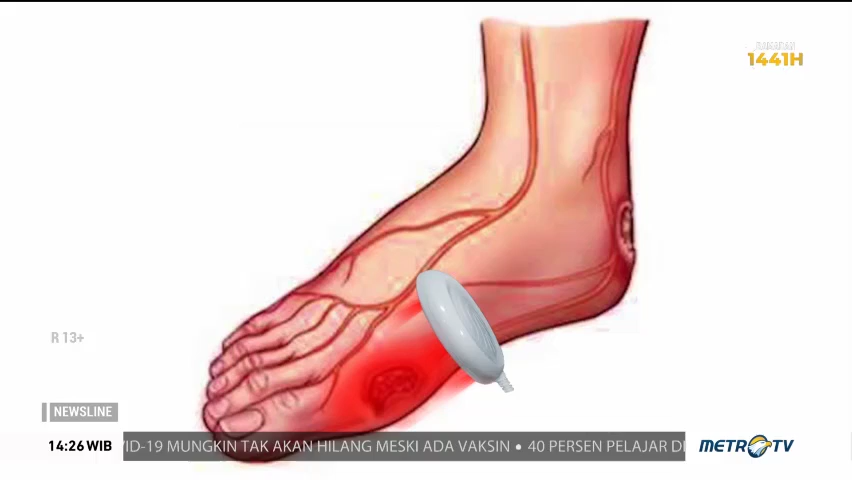 RAMADAN
1441H
R 13+
NEWSLINE
14:26 WIB
VID-19 MUNGKIN TAK AKAN HILANG MESKI ADA VAKSIN • 40 PERSEN PELAJAR DI
METRO TV